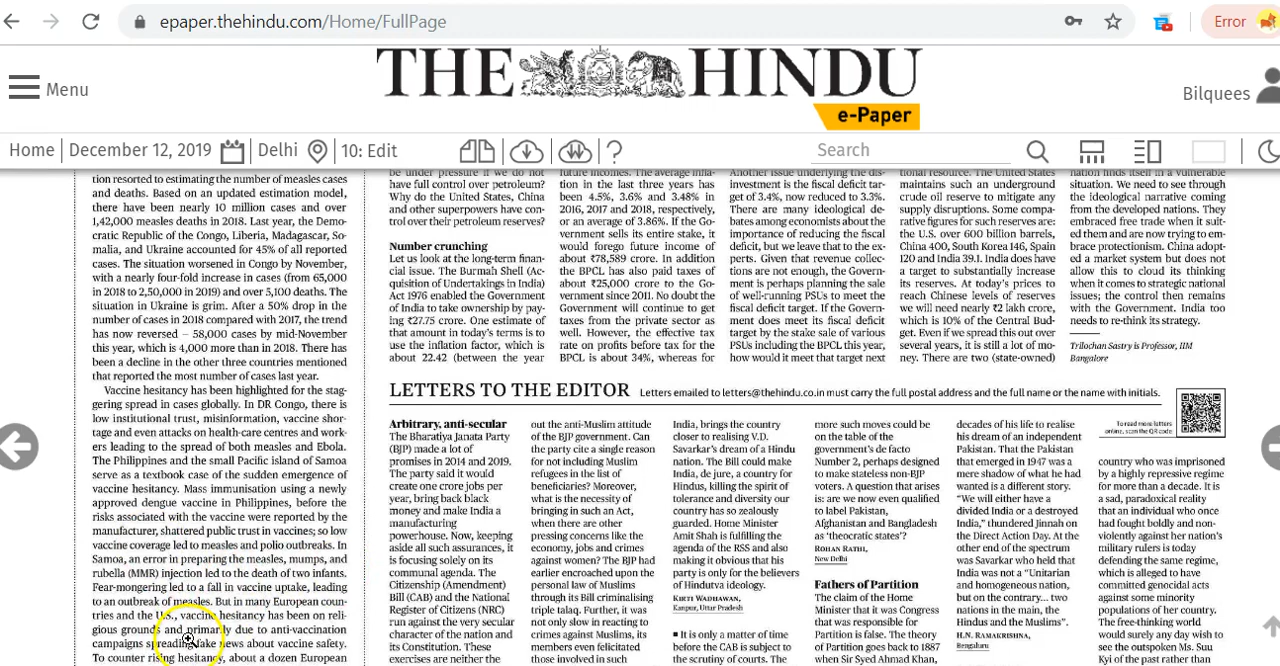 epaper.thehindu.com/Home/FullPage
Error
THE HINDU
e-Paper
Menu
Bilquees
Home
December 12, 2019
Delhi
10: Edit
?
Search
tion resorted to estimating the number of measles cases
and deaths. Based on an updated estimation model,
there have been nearly 10 million cases and over
1,42,000 measles deaths in 2018. Last year, the Demo-
cratic Republic of the Congo, Liberia, Madagascar, So-
malia, and Ukraine accounted for 45% of all reported
cases. The situation worsened in Congo by November,
with a nearly four-fold increase in cases (from 65,000
in 2018 to 2,50,000 in 2019) and over 5,100 deaths. The
situation in Ukraine is grim. After a 50% drop in the
number of cases in 2018 compared with 2017, the trend
has now reversed – 58,000 cases by mid-November
this year, which is 4,000 more than in 2018. There has
been a decline in the other three countries mentioned
that reported the most number of cases last year.
Vaccine hesitancy has been highlighted for the stag-
gering spread in cases globally. In DR Congo, there is
low institutional trust, misinformation, vaccine shor-
tage and even attacks on health-care centres and work-
ers leading to the spread of both measles and Ebola.
The Philippines and the small Pacific island of Samoa
serve as a textbook case of the sudden emergence of
vaccine hesitancy. Mass immunisation using a newly
approved dengue vaccine in Philippines, before the
risks associated with the vaccine were reported by the
manufacturer, shattered public trust in vaccines; so low
vaccine coverage led to measles and polio outbreaks. In
Samoa, an error in preparing the measles, mumps, and
rubella (MMR) injection led to the death of two infants.
Fear-mongering led to a fall in vaccine uptake, leading
to an outbreak of measles. But in many European coun-
tries and the U.S., vaccine hesitancy has been on reli-
gious grounds and primarily due to anti-vaccination
campaigns spreading fake news about vaccine safety.
To counter rising hesitancy, about a dozen European
be under pressure if we do not
have full control over petroleum?
Why do the United States, China
and other superpowers have con-
trol over their petroleum reserves?
Number crunching
Let us look at the long-term finan-
cial issue. The Burmah Shell (Ac-
quisition of Undertakings in India)
Act 1976 enabled the Government
of India to take ownership by pay-
ing ₹27.75 crore. One estimate of
that amount in today's terms is to
use the inflation factor, which is
about 22.42 (between the year
future incomes. The average infla-
tion in the last three years has
been 4.5%, 3.6% and 3.48% in
2016, 2017 and 2018, respectively,
or an average of 3.86%. If the Go-
vernment sells its entire stake, it
would forego future income of
about ₹78,589 crore. In addition
the BPCL has also paid taxes of
about ₹25,000 crore to the Go-
vernment since 2011. No doubt the
Government will continue to get
taxes from the private sector as
well. However, the effective tax
rate on profits before tax for the
BPCL is about 34%, whereas for
Another issue underlying the dis-
investment is the fiscal deficit tar-
get of 3.4%, now reduced to 3.3%.
There are many ideological de-
bates among economists about the
importance of reducing the fiscal
deficit, but we leave that to the ex-
perts. Given that revenue collec-
tions are not enough, the Govern-
ment is perhaps planning the sale
of well-running PSUs to meet the
fiscal deficit target. If the Govern-
ment does meet its fiscal deficit
target by the stake sale of various
PSUs including the BPCL this year,
how would it meet that target next
tional resource. The United States
maintains such an underground
crude oil reserve to mitigate any
supply disruptions. Some compa-
rative figures for such reserves are:
the U.S. over 600 billion barrels,
China 400, South Korea 146, Spain
120 and India 39.1. India does have
a target to substantially increase
its reserves. At today's prices to
reach Chinese levels of reserves
we will need nearly ₹2 lakh crore,
which is 10% of the Central Bud-
get. Even if we spread this out over
several years, it is still a lot of mo-
ney. There are two (state-owned)
nation finds itself in a vulnerable
situation. We need to see through
the ideological narrative coming
from the developed nations. They
embraced free trade when it suit-
ed them and are now trying to em-
brace protectionism. China adopt-
ed a market system but does not
allow this to cloud its thinking
when it comes to strategic national
issues; the control then remains
with the Government. India too
needs to re-think its strategy.
Trilochan Sastry is Professor, IIM
Bangalore
LETTERS TO THE EDITOR
Letters emailed to letters@thehindu.co.in must carry the full postal address and the full name or the name with initials.
To read more letters
online, scan the QR code
Arbitrary, anti-secular
The Bharatiya Janata Party
(BJP) made a lot of
promises in 2014 and 2019.
The party said it would
create one crore jobs per
year, bring back black
money and make India a
manufacturing
powerhouse. Now, keeping
aside all such assurances, it
is focusing solely on its
communal agenda. The
Citizenship (Amendment)
Bill (CAB) and the National
Register of Citizens (NRC)
run against the very secular
character of the nation and
its Constitution. These
exercises are neither the
out the anti-Muslim attitude
of the BJP government. Can
the party cite a single reason
for not including Muslim
refugees in the list of
beneficiaries? Moreover,
what is the necessity of
bringing in such an Act,
when there are other
pressing concerns like the
economy, jobs and crimes
against women? The BJP had
earlier encroached upon the
personal law of Muslims
through its Bill criminalising
triple talaq. Further, it was
not only slow in reacting to
crimes against Muslims, its
members even felicitated
those involved in such
India, brings the country
closer to realising V.D.
Savarkar's dream of a Hindu
nation. The Bill could make
India, de jure, a country for
Hindus, killing the spirit of
tolerance and diversity our
country has so zealously
guarded. Home Minister
Amit Shah is fulfilling the
agenda of the RSS and also
making it obvious that his
party is only for the believers
of Hindutva ideology.
KIRTI WADHAWAN,
Kanpur, Uttar Pradesh
■ It is only a matter of time
before the CAB is subject to
the scrutiny of courts. The
more such moves could be
on the table of the
government's de facto
Number 2, perhaps designed
to make stateless non-BJP
voters. A question that arises
is: are we now even qualified
to label Pakistan,
Afghanistan and Bangladesh
as 'theocratic states'?
ROHAN RATHI,
New Delhi
Fathers of Partition
The claim of the Home
Minister that it was Congress
that was responsible for
Partition is false. The theory
of Partition goes back to 1887
when Sir Syed Ahmad Khan,
decades of his life to realise
his dream of an independent
Pakistan. That the Pakistan
that emerged in 1947 was a
mere shadow of what he had
wanted is a different story.
“We will either have a
divided India or a destroyed
India,” thundered Jinnah on
the Direct Action Day. At the
other end of the spectrum
was Savarkar who held that
India was not a “Unitarian
and homogenous nation,
but on the contrary... two
nations in the main, the
Hindus and the Muslims.”
H.N. RAMAKRISHNA,
Bengaluru
country who was imprisoned
by a highly repressive regime
for more than a decade. It is
a sad, paradoxical reality
that an individual who once
had fought boldly and non-
violently against her nation's
military rulers is today
defending the same regime,
which is alleged to have
committed genocidal acts
against some minority
populations of her country.
The free-thinking world
would surely any day wish to
see the outspoken Ms. Suu
Kyi of the past rather